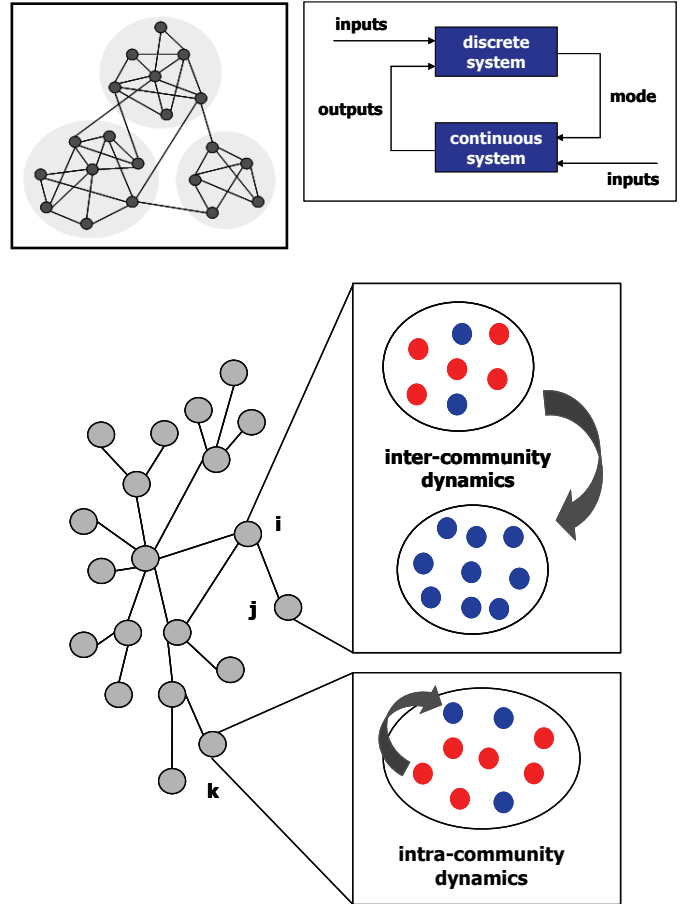 inputs
discrete
system
outputs
mode
continuous
system
inputs
i
inter-community
dynamics
j
k
intra-community
dynamics